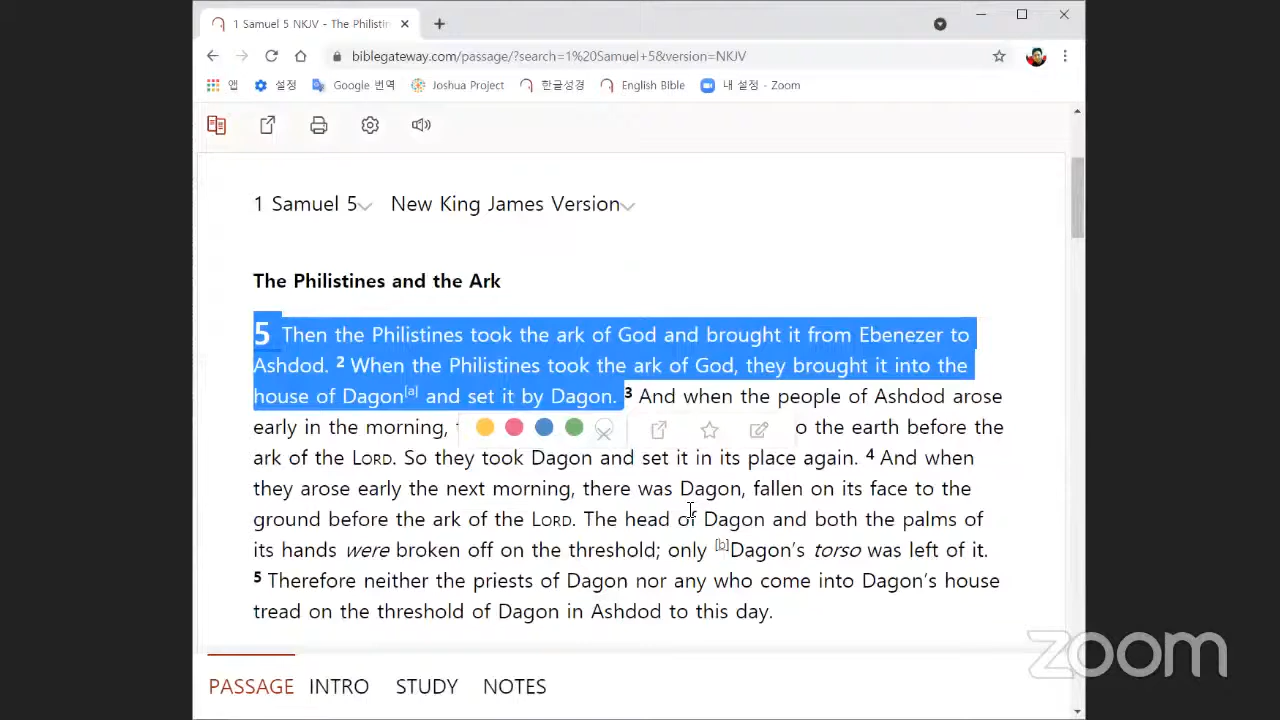 1 Samuel 5 NKJV - The Philistin
biblegateway.com/passage/?search=1%20Samuel+5&version=NKJV
앱 설정 Google 번역 Joshua Project 한글성경 English Bible 내 설정 - Zoom
1 Samuel 5 New King James Version
The Philistines and the Ark
5 Then the Philistines took the ark of God and brought it from Ebenezer to
Ashdod. 2 When the Philistines took the ark of God, they brought it into the
house of Dagon[a] and set it by Dagon. 3 And when the people of Ashdod arose
early in the morning, o the earth before the
ark of the LORD. So they took Dagon and set it in its place again. 4 And when
they arose early the next morning, there was Dagon, fallen on its face to the
ground before the ark of the LORD. The head of Dagon and both the palms of
its hands were broken off on the threshold; only [b]Dagon's torso was left of it.
5 Therefore neither the priests of Dagon nor any who come into Dagon's house
tread on the threshold of Dagon in Ashdod to this day.
zoom
PASSAGE INTRO STUDY NOTES